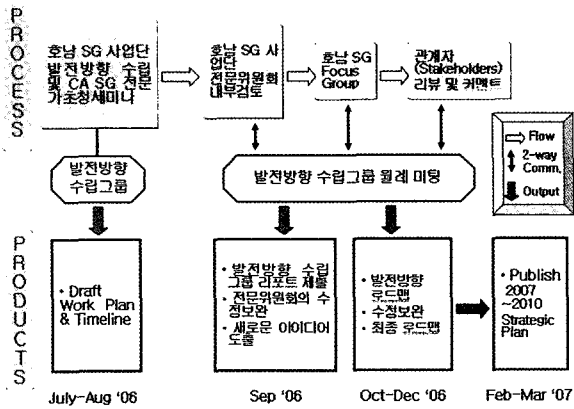 PROCESS
호남 SG 사업단
발전방향 수립
및 CA SG 전문
가초청세미나
호남 SG 사
업단
전문위원회
내부검토
호남 SG
Focus
Group
관계자
(Stakeholders)
리뷰 및 커멘트
Flow
2-way
Comm.
Output
발전방향
수립그룹
발전방향 수립그룹 월례 미팅
PRODUCTS
• Draft
Work Plan
& Timeline
• 발전방향 수립
그룹 리포트 제출
• 전문위원회의 수
정보완
• 새로운 아이디어
도출
• 발전방향
로드맵
• 수정보완
• 최종 로드맵
• Publish
2007
~2010
Strategic
Plan
July-Aug '06
Sep '06
Oct-Dec '06
Feb-Mar '07